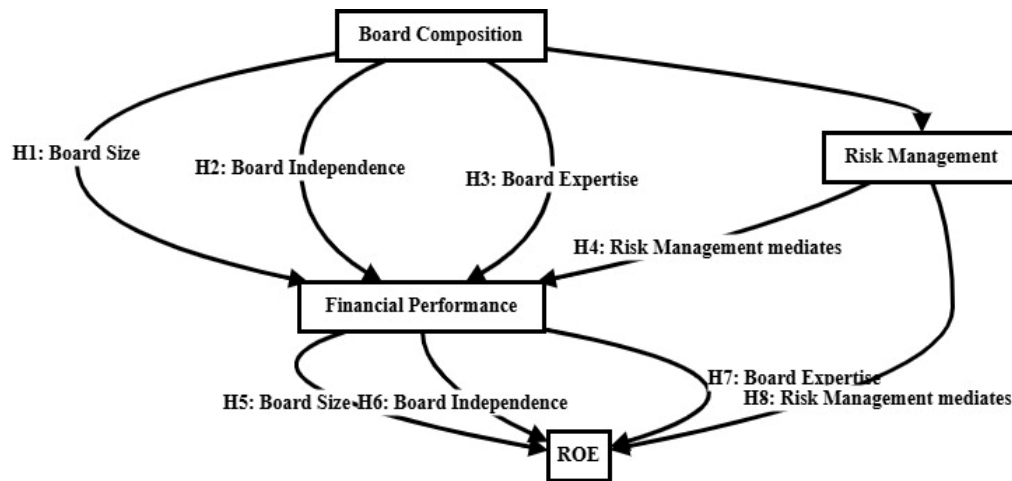 Board Composition
H1: Board Size
H2: Board Independence
H3: Board Expertise
Risk Management
H4: Risk Management mediates
Financial Performance
H5: Board Size
H6: Board Independence
H7: Board Expertise
H8: Risk Management mediates
ROE